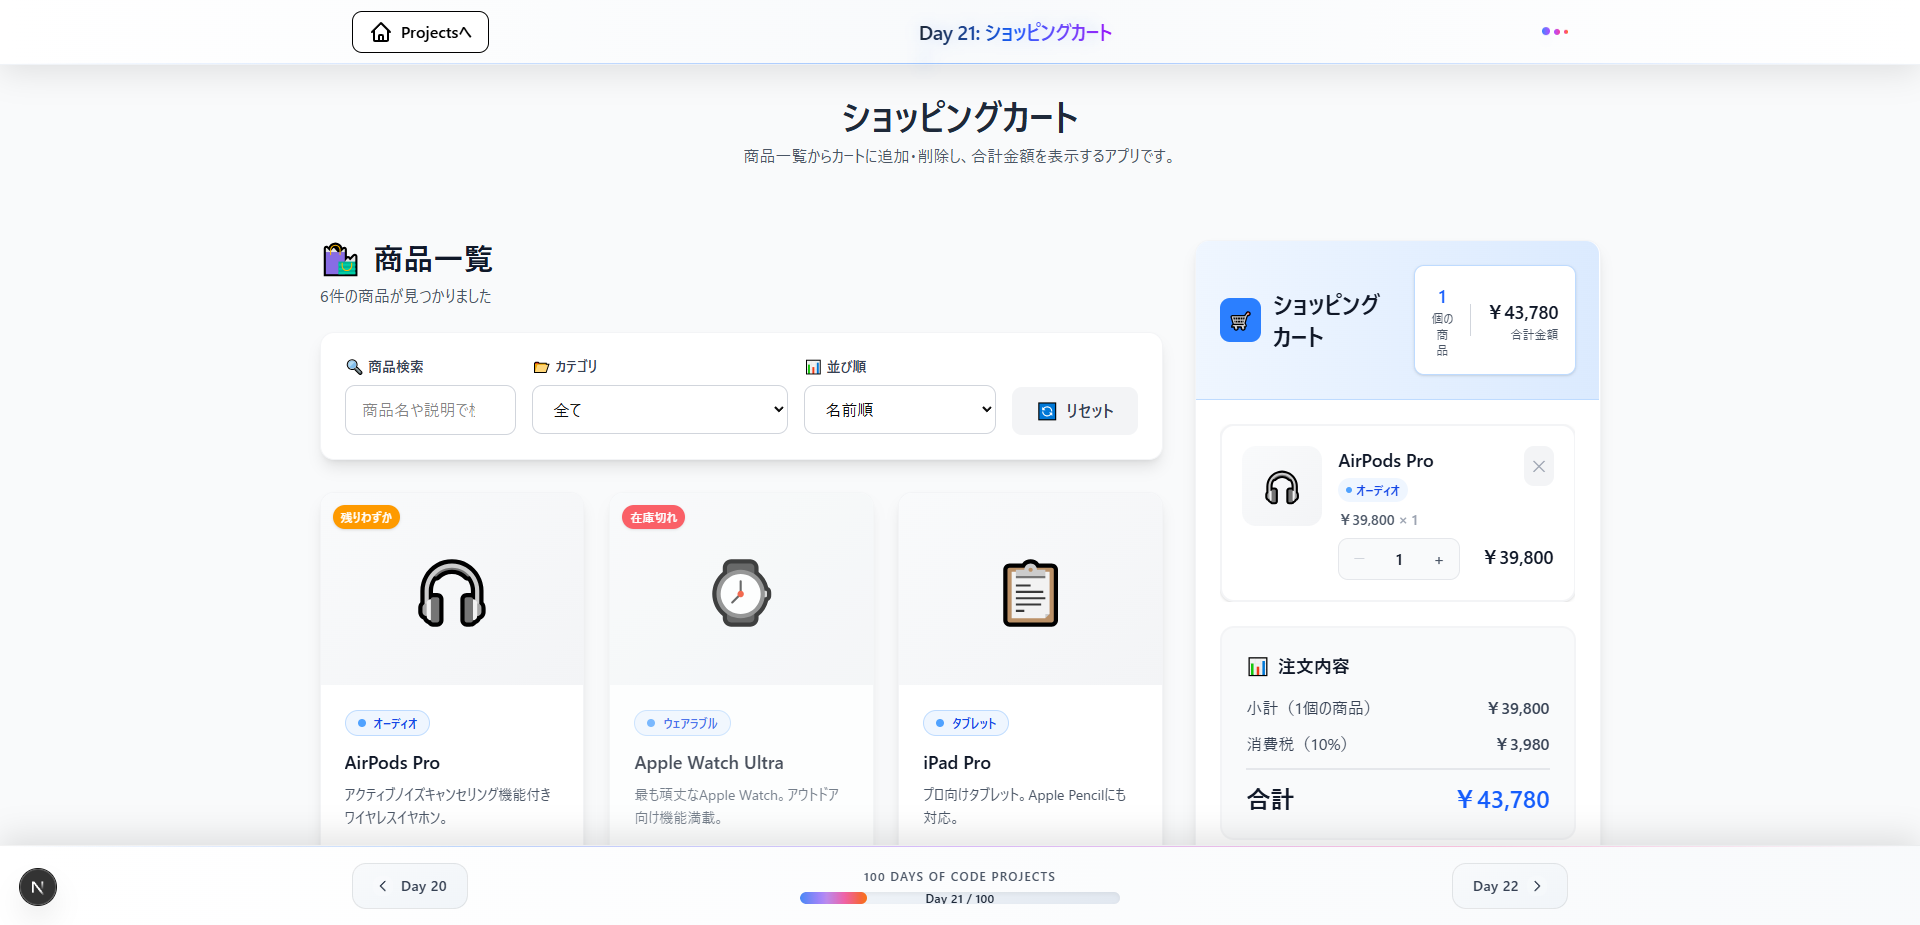 Projectsへ
Day 21: ショッピングカート
ショッピングカート
商品一覧からカートに追加・削除し、合計金額を表示するアプリです。
商品一覧
6件の商品が見つかりました
商品検索
カテゴリ
並び順
商品名や説明で
全て
名前順
リセット
残りわずか
オーディオ
AirPods Pro
アクティブノイズキャンセリング機能付き
ワイヤレスイヤホン。
在庫切れ
ウェアラブル
Apple Watch Ultra
最も頑丈なApple Watch。アウトドア
向け機能満載。
タブレット
iPad Pro
プロ向けタブレット。Apple Pencilにも
対応。
ショッピング
カート
1
個の
商
品
￥43,780
合計金額
AirPods Pro
オーディオ
￥39,800 × 1
1
￥39,800
注文内容
小計（1個の商品） ￥39,800
消費税（10%） ￥3,980
合計 ￥43,780
N
Day 20
100 DAYS OF CODE PROJECTS
Day 21 / 100
Day 22